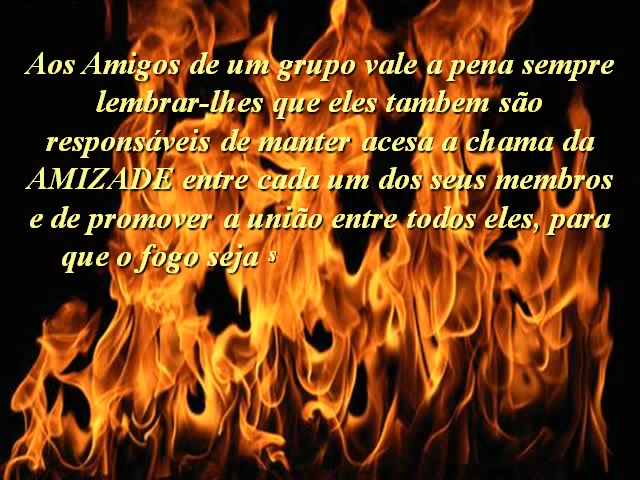 Aos Amigos de um grupo vale a pena sempre
lembrar-lhes que eles tambem são
responsáveis de manter acesa a chama da
AMIZADE entre cada um dos seus membros
e de promover a união entre todos eles, para
que o fogo seja s